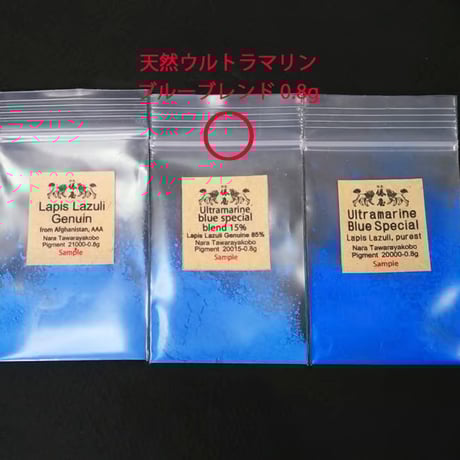 天然ウルトラマリン
ブルーブレンド 0.8g
Lapis Lazuli
Genuin
from Afghanistan, AAA
Nara Tawarayakobo
Pigment 21000-0.8g
Sample
Ultramarine
blue special
blend 15%
Lapis Lazuli Genuine 85%
Nara Tawarayakobo
Pigment 20015-0.8g
Sample
Ultramarine
Blue Special
Lapis Lazuli, purest
Nara Tawarayakobo
Pigment 20000-0.8g
Sample